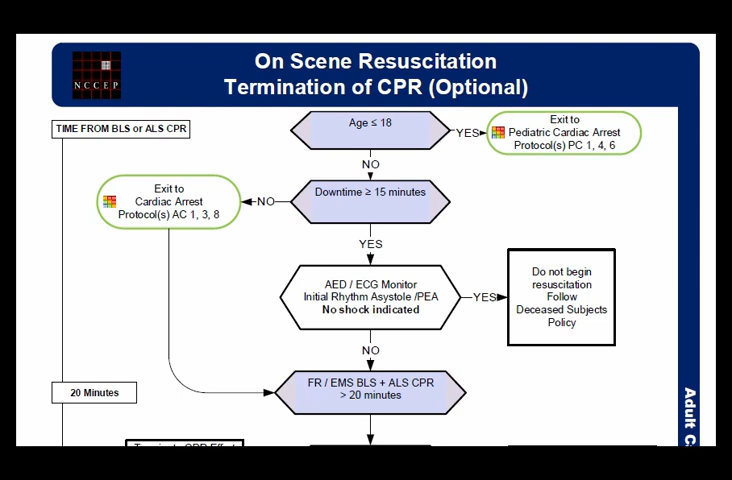 On Scene Resuscitation
Termination of CPR (Optional)
NCCEP
TIME FROM BLS or ALS CPR
Age ≤ 18
YES
Exit to
Pediatric Cardiac Arrest
Protocol(s) PC 1, 4, 6
NO
Exit to
Cardiac Arrest
Protocol(s) AC 1, 3, 8
NO
Downtime ≥ 15 minutes
YES
AED / ECG Monitor
Initial Rhythm Asystole /PEA
No shock indicated
YES
Do not begin
resuscitation
Follow
Deceased Subjects
Policy
NO
20 Minutes
FR / EMS BLS + ALS CPR
> 20 minutes
Adult